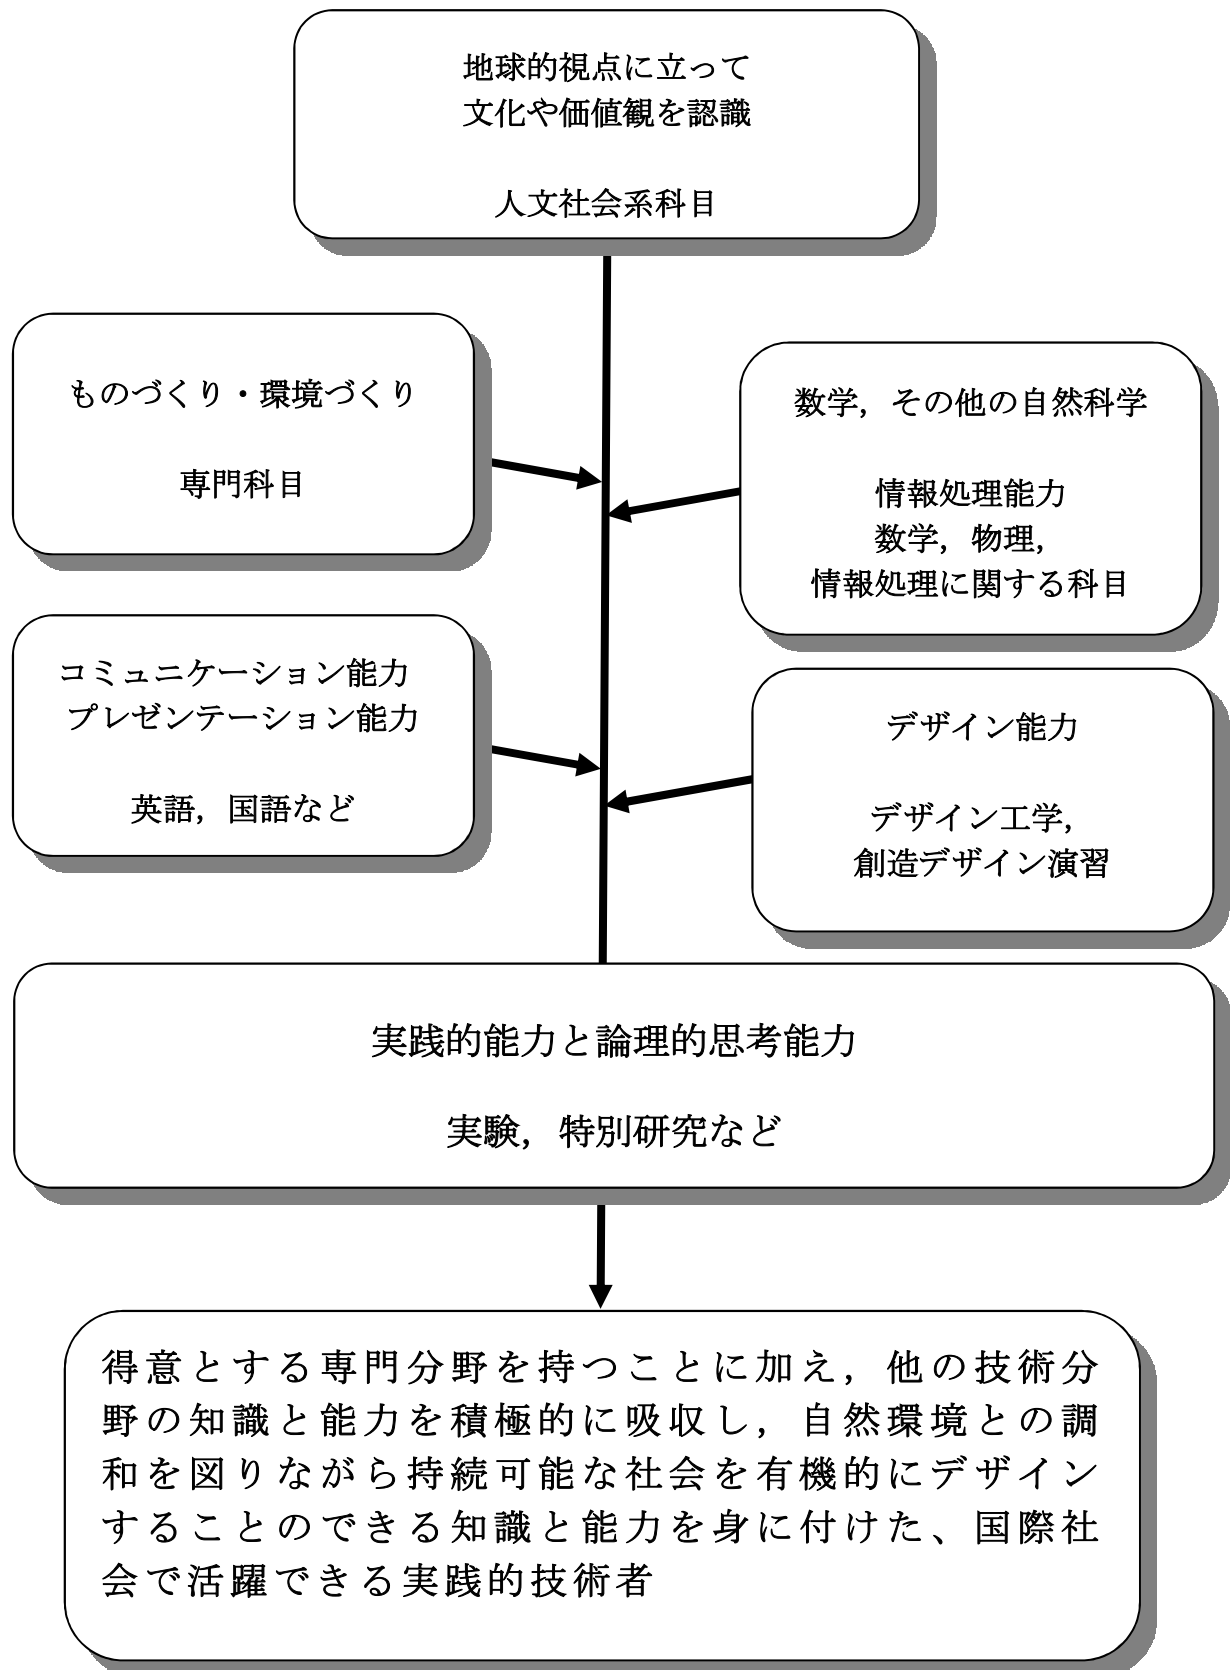 地球的視点に立って
文化や価値観を認識
人文社会系科目
ものづくり・環境づくり
専門科目
数学，その他の自然科学
情報処理能力
数学，物理，
情報処理に関する科目
コミュニケーション能力
プレゼンテーション能力
英語，国語など
デザイン能力
デザイン工学，
創造デザイン演習
実践的能力と論理的思考能力
実験，特別研究など
得意とする専門分野を持つことに加え，他の技術分
野の知識と能力を積極的に吸収し，自然環境との調
和を図りながら持続可能な社会を有機的にデザイン
することのできる知識と能力を身に付けた、国際社
会で活躍できる実践的技術者